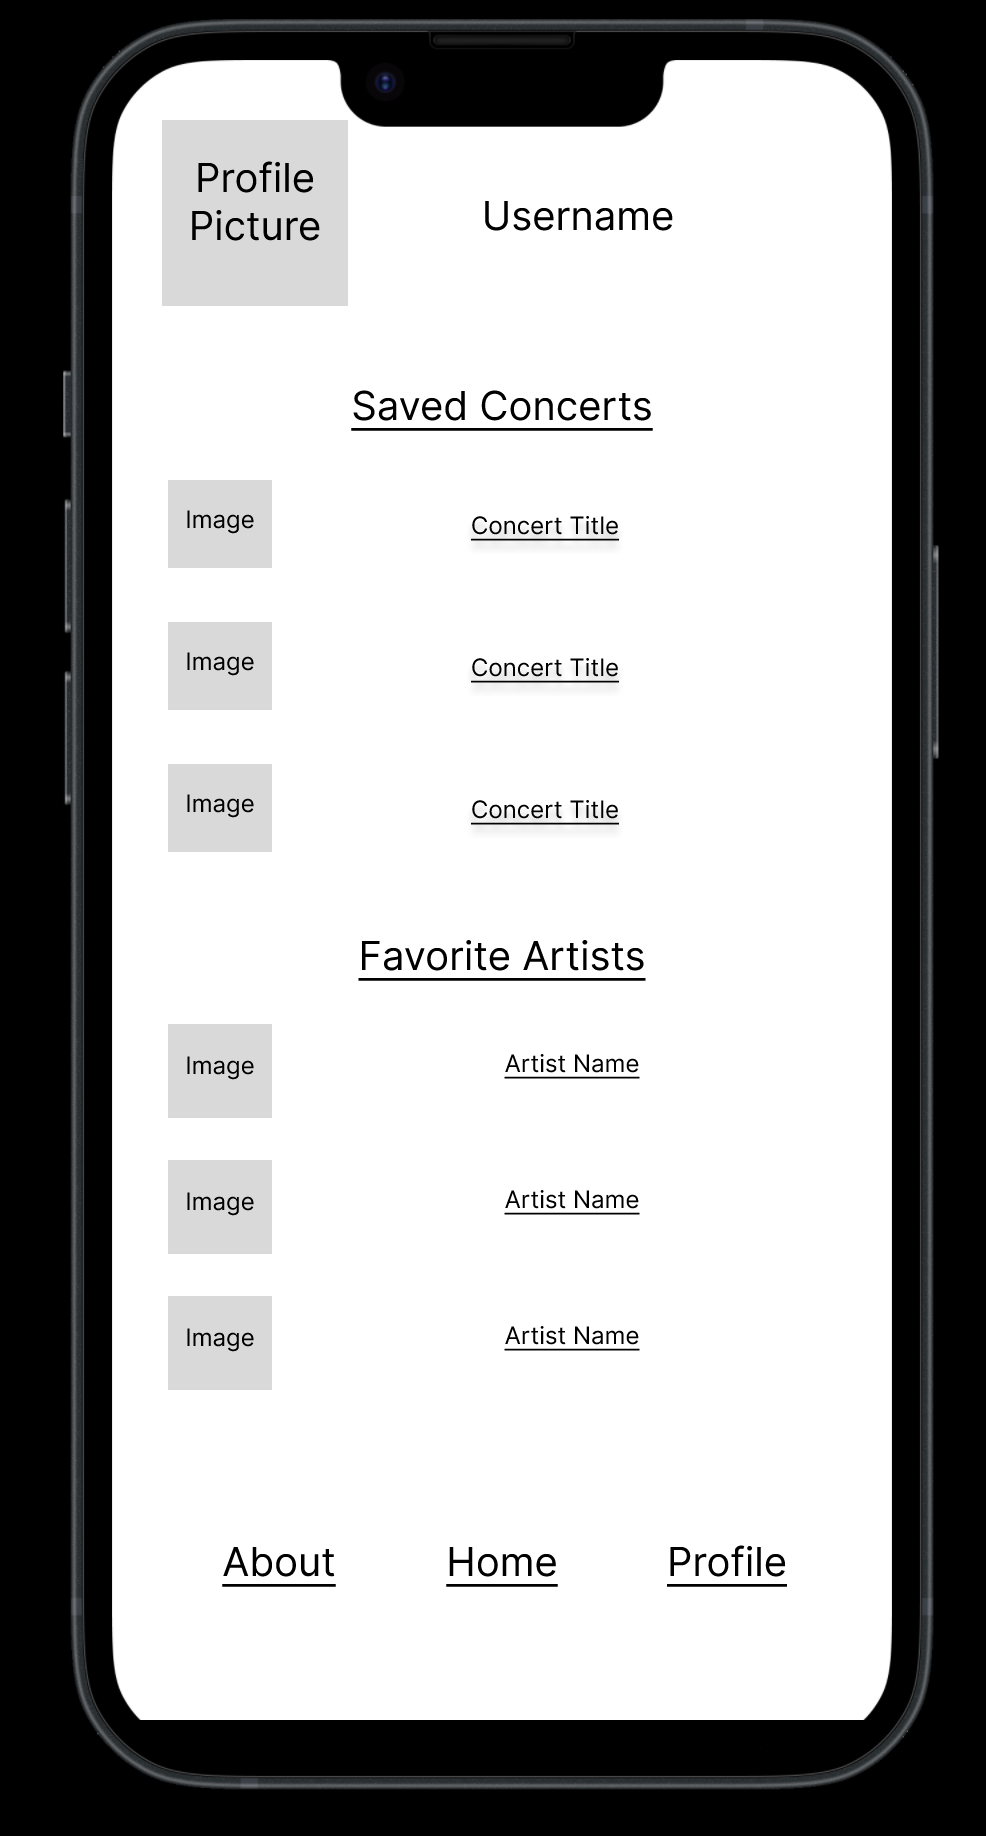 Profile
Picture
Username
Saved Concerts
Image
Concert Title
Image
Concert Title
Image
Concert Title
Favorite Artists
Image
Artist Name
Image
Artist Name
Image
Artist Name
About Home Profile